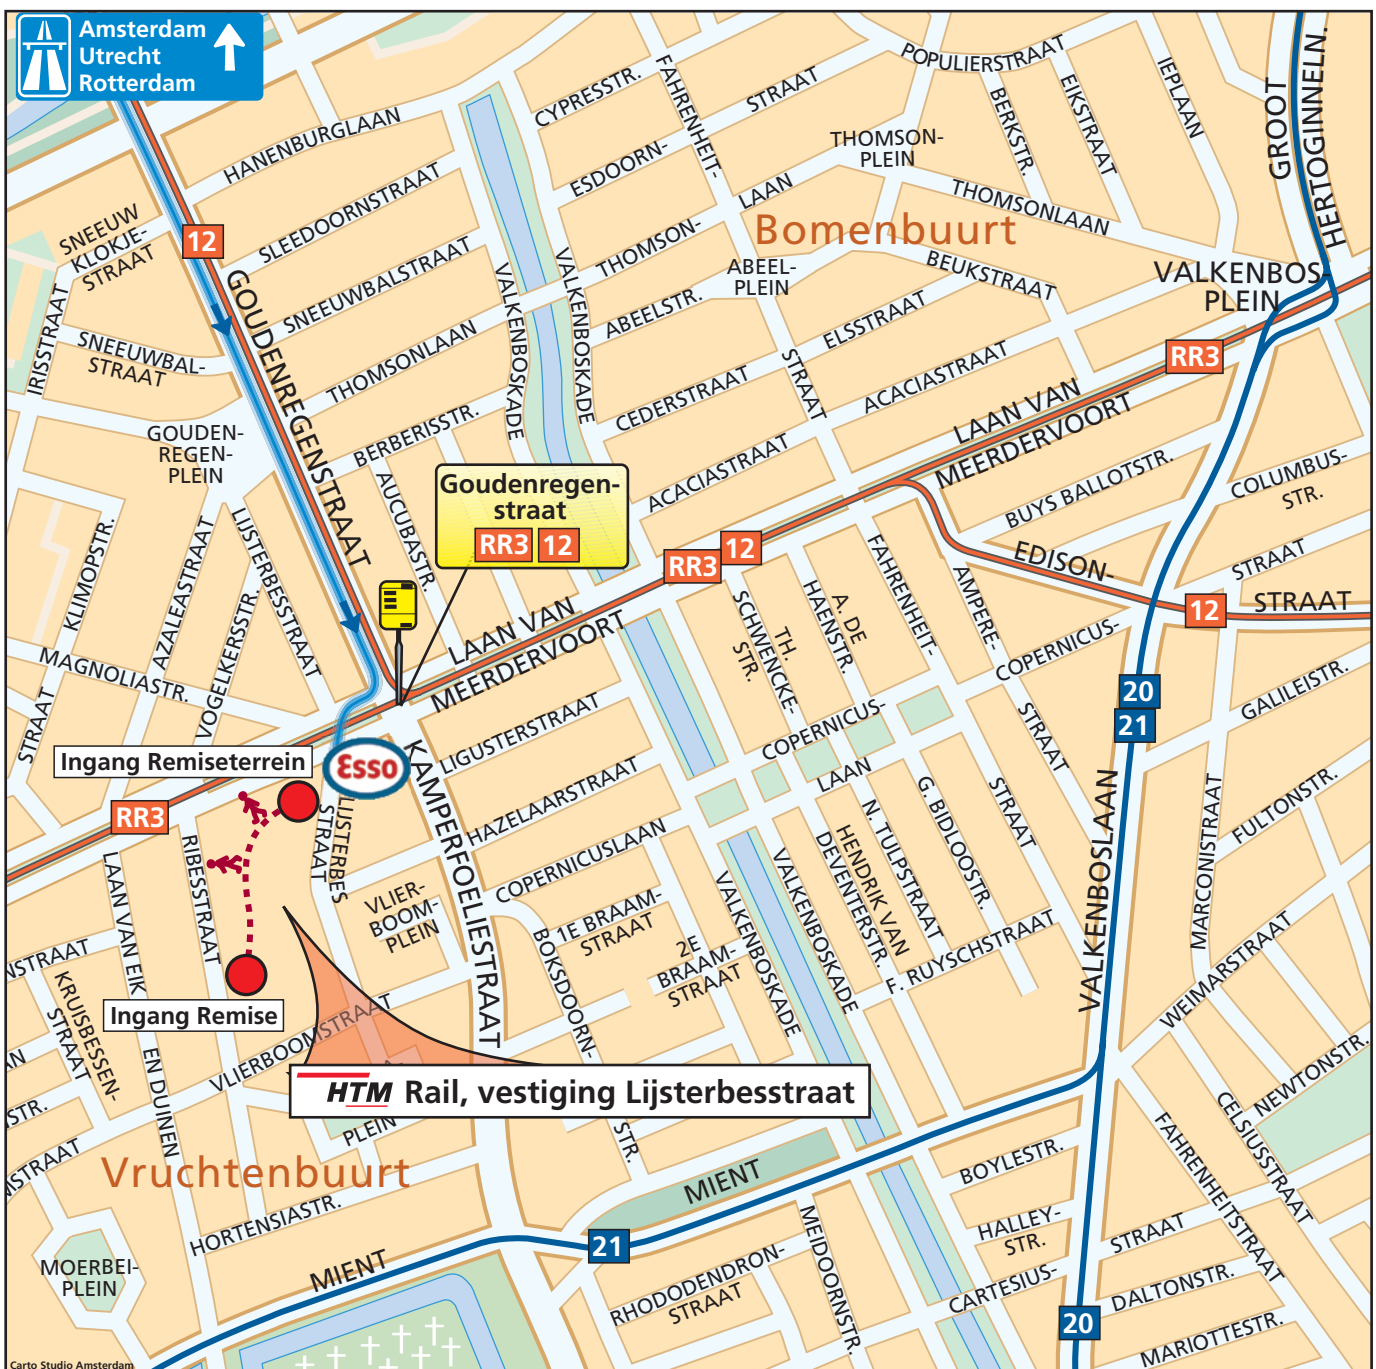 Amsterdam
Utrecht
Rotterdam
HANENBURGLAAN
SLEEDOORNSTRAAT
SNEEUWBALSTRAAT
THOMSONLAAN
BERBERISSTR.
AUCUBASTR.
SNEEUW
KLOKJE-
STRAAT
IRISSTRAAT
SNEEUWBAL-
STRAAT
12
GOUDENREGENSTRAAT
GOUDEN-
REGEN-
PLEIN
KLIMOPSTR.
AZALEASTRAAT
VOGELKERSSTR.
LIJSTERBESSTRAAT
MAGNOLIASTR.
STRAAT
CYPRESSTR.
FAHRENHEIT-
STRAAT
ESDOORN-
STRAAT
THOMSON-
LAAN
VALKENBOSKADE
VALKENBOSKADE
ABEELSTR.
ABEEL-
PLEIN
CEDERSTRAAT
ACACIASTRAAT
ELSSTRAAT
ACACIASTRAAT
POPULIERSTRAAT
BERKSTR.
EIKSTRAAT
IEPLAAN
THOMSON-
PLEIN
THOMSONLAAN
Bomenbuurt
BEUKSTRAAT
GROOT
HERTOGINNELN.
VALKENBOS-
PLEIN
RR3
LAAN VAN
MEERDERVOORT
BUYS BALLOTSTR.
COLUMBUS-
STR.
EDISON-
STRAAT
12
STRAAT
Goudenregen-
straat
RR3 12
RR3
12
LAAN VAN
MEERDERVOORT
TH.
SCHWENCKE-
STR.
A. DE
HAENSTR.
FAHRENHEIT-
STRAAT
AMPERE-
STRAAT
COPERNICUS-
COPERNICUS-
LAAN
20
21
GALILEISTR.
FULTONSTR.
MARCONISTRAAT
VALKENBOSLAAN
WEIMARSTRAAT
NEWTONSTR.
CELSIUSSTRAAT
FAHRENHEITSTRAAT
Ingang Remiseterrein
Esso
RR3
LIJSTERBES
STRAAT
RIBESSTRAAT
LAAN VAN EIK
EN DUINEN
KAMPERFOELIESTRAAT
LIGUSTERSTRAAT
HAZELAARSTRAAT
COPERNICUSLAAN
VLIER-
BOOM-
PLEIN
1E BRAAM-
STRAAT
2E
BRAAM-
STRAAT
BOKSDOORN-
STR.
VALKENBOSKADE
VALKENBOSKADE
HENDRIK VAN
DEVENTERSTR.
N. TULPSTRAAT
G. BIDLOOSTR.
F. RUYSCHSTRAAT
STRAAT
NSTRAAT
KRUISBESSEN-
STRAAT
Ingang Remise
VLIERBOOMSTRAAT
HTM Rail, vestiging Lijsterbesstraat
PLEIN
AN
STR.
NSTRAAT
Vruchtenbuurt
HORTENSIASTR.
MOERBEI-
PLEIN
MIENT
21
MIENT
RHODODENDRON-
STRAAT
MEIDOORNSTR.
BOYLESTR.
HALLEY-
STR.
CARTESIUS-
STRAAT
DALTONSTR.
20
MARIOTTESTR.
Carto Studio Amsterdam